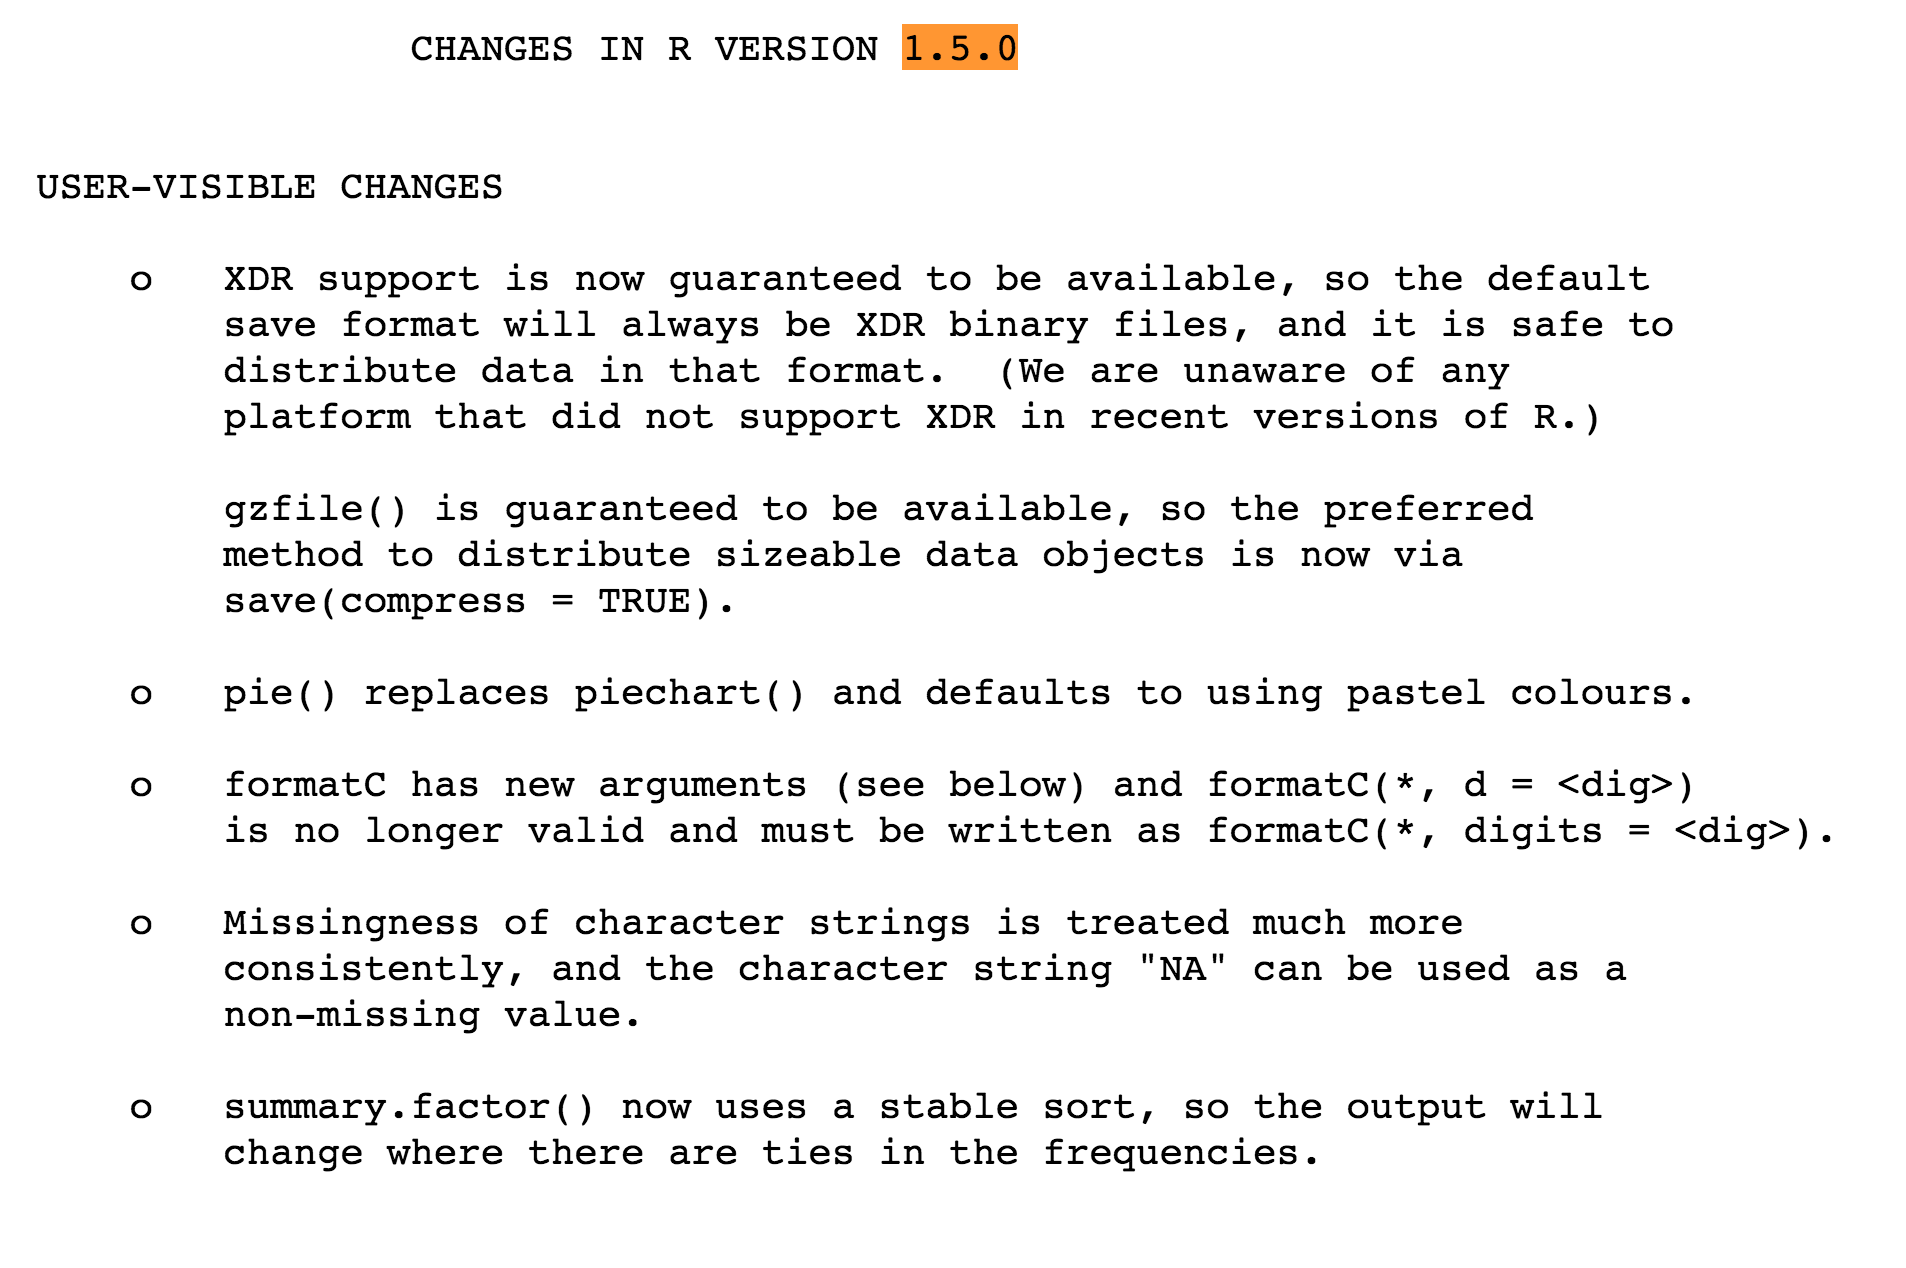 CHANGES IN R VERSION 1.5.0
USER-VISIBLE CHANGES
o XDR support is now guaranteed to be available, so the default
save format will always be XDR binary files, and it is safe to
distribute data in that format.  (We are unaware of any
platform that did not support XDR in recent versions of R.)
gzfile() is guaranteed to be available, so the preferred
method to distribute sizeable data objects is now via
save(compress = TRUE).
o pie() replaces piechart() and defaults to using pastel colours.
o formatC has new arguments (see below) and formatC(*, d = <dig>)
is no longer valid and must be written as formatC(*, digits = <dig>).
o Missingness of character strings is treated much more
consistently, and the character string "NA" can be used as a
non-missing value.
o summary.factor() now uses a stable sort, so the output will
change where there are ties in the frequencies.